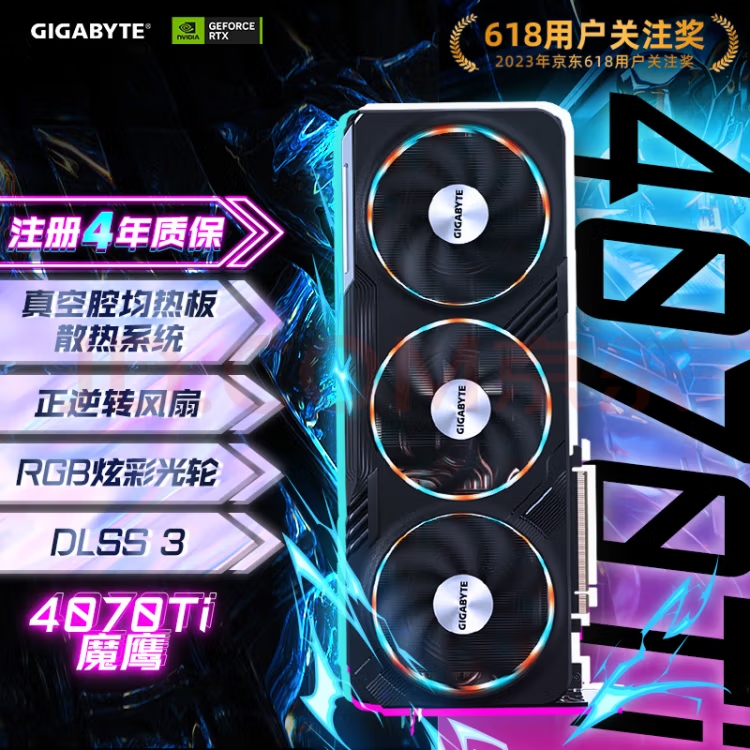 GIGABYTE
NVIDIA
GEFORCE
RTX
618用户关注奖
2023年京东618用户关注奖
注册4年质保
真空腔均热板
散热系统
正逆转风扇
RGB炫彩光轮
DLSS 3
4070Ti
魔鹰
GIGABYTE
GIGABYTE
GIGABYTE
4070Ti